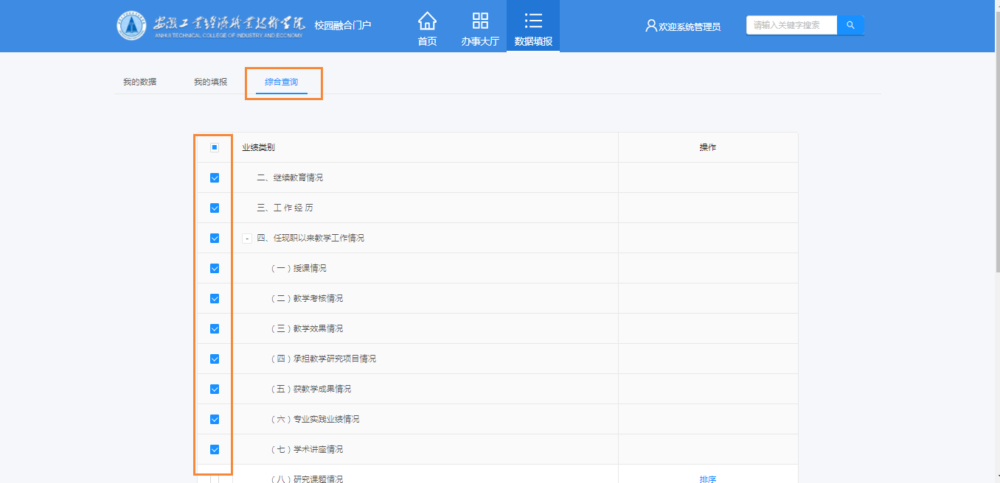 安徽工业经济职业技术学院
ANHUI TECHNICAL COLLEGE OF INDUSTRY AND ECONOMY
校园融合门户
首页
办事大厅
数据填报
欢迎系统管理员
请输入关键字搜索
我的数据
我的填报
综合查询
业绩类别
操作
二、继续教育情况
三、工 作 经 历
- 四、任现职以来教学工作情况
（一）授课情况
（二）教学考核情况
（三）教学效果情况
（四）承担教学研究项目情况
（五）获教学成果情况
（六）专业实践业绩情况
（七）学术讲座情况
（八）研究课题情况
排序